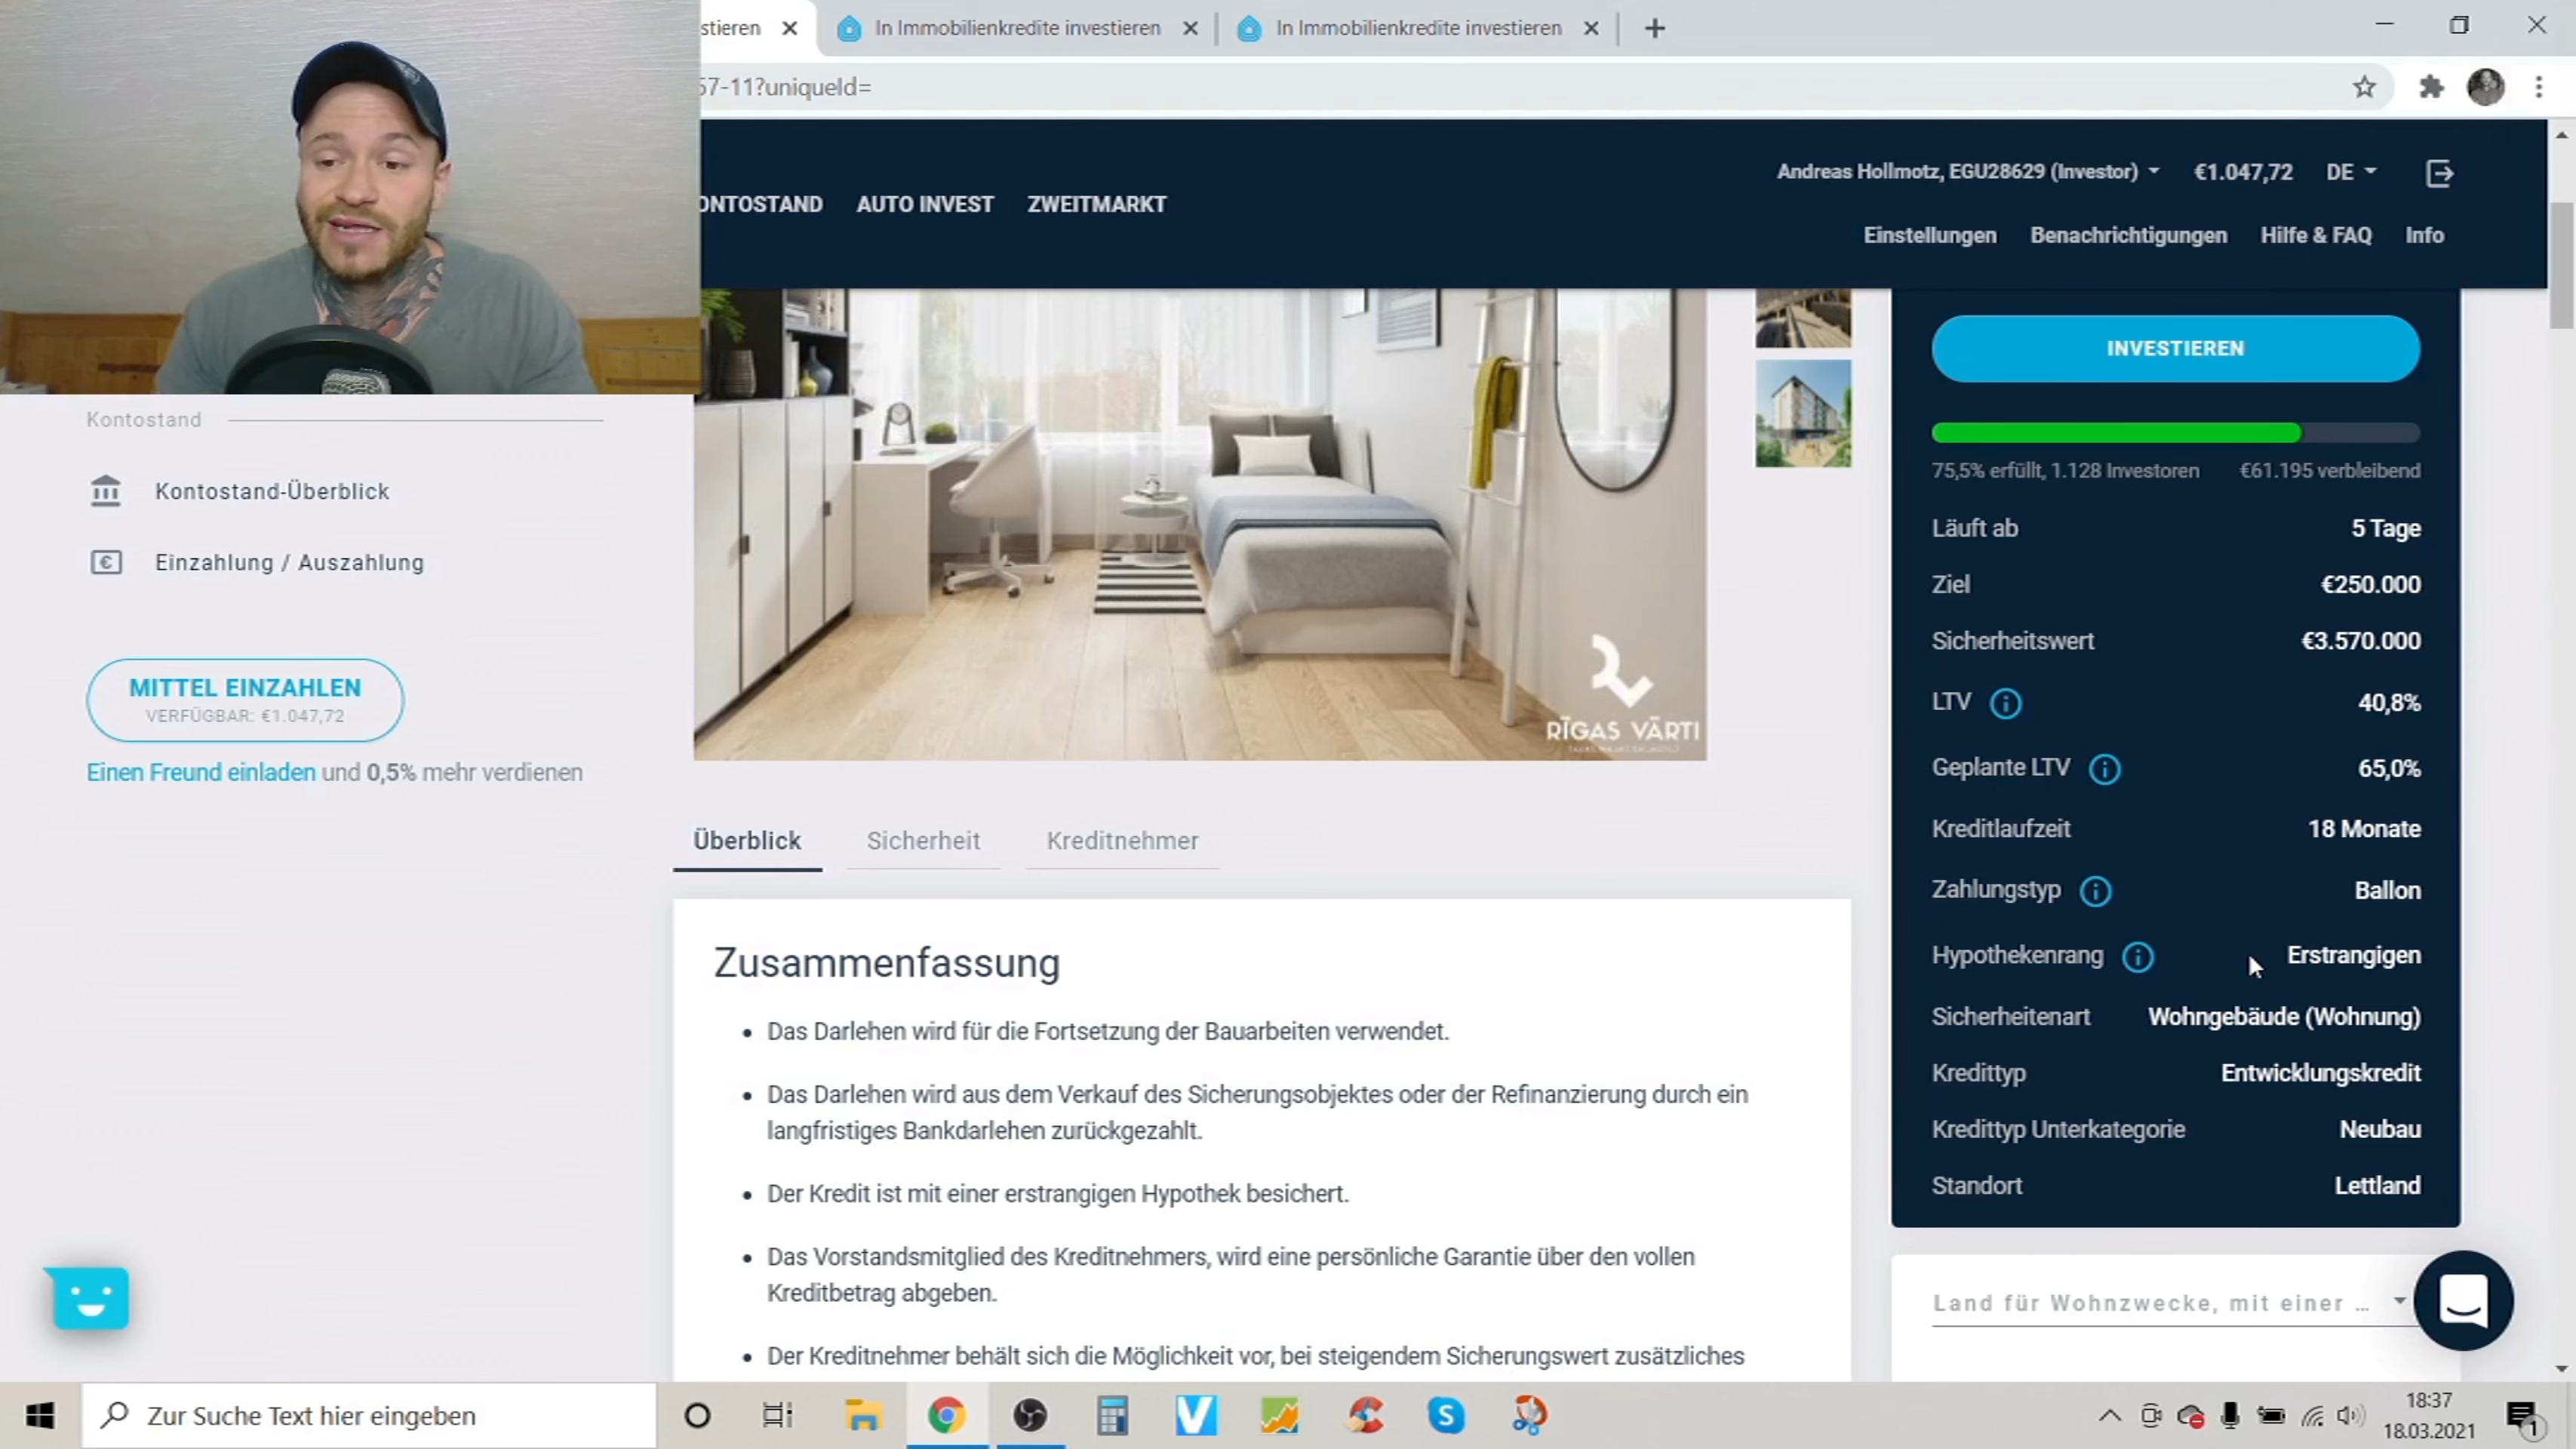 stieren
In Immobilienkredite investieren
In Immobilienkredite investieren
57-11?uniqueId=
ONTOSTAND
AUTO INVEST
ZWEITMARKT
Andreas Hollmotz, EGU28629 (Investor)
€1.047,72
DE
Einstellungen
Benachrichtigungen
Hilfe & FAQ
Info
Kontostand
Kontostand-Überblick
Einzahlung / Auszahlung
MITTEL EINZAHLEN
VERFÜGBAR: €1.047,72
Einen Freund einladen und 0,5% mehr verdienen
RĪGAS VĀRTI
INVESTIEREN
75,5% erfüllt, 1.128 Investoren
€61.195 verbleibend
Läuft ab 5 Tage
Ziel €250.000
Sicherheitswert €3.570.000
LTV 40,8%
Geplante LTV 65,0%
Kreditlaufzeit 18 Monate
Zahlungstyp Ballon
Hypothekenrang Erstrangigen
Sicherheitenart Wohngebäude (Wohnung)
Kredittyp Entwicklungskredit
Kredittyp Unterkategorie Neubau
Standort Lettland
Land für Wohnzwecke, mit einer ...
Überblick
Sicherheit
Kreditnehmer
Zusammenfassung
• Das Darlehen wird für die Fortsetzung der Bauarbeiten verwendet.
• Das Darlehen wird aus dem Verkauf des Sicherungsobjektes oder der Refinanzierung durch ein
langfristiges Bankdarlehen zurückgezahlt.
• Der Kredit ist mit einer erstrangigen Hypothek besichert.
• Das Vorstandsmitglied des Kreditnehmers, wird eine persönliche Garantie über den vollen
Kreditbetrag abgeben.
• Der Kreditnehmer behält sich die Möglichkeit vor, bei steigendem Sicherungswert zusätzliches
Zur Suche Text hier eingeben
18:37
18.03.2021
1